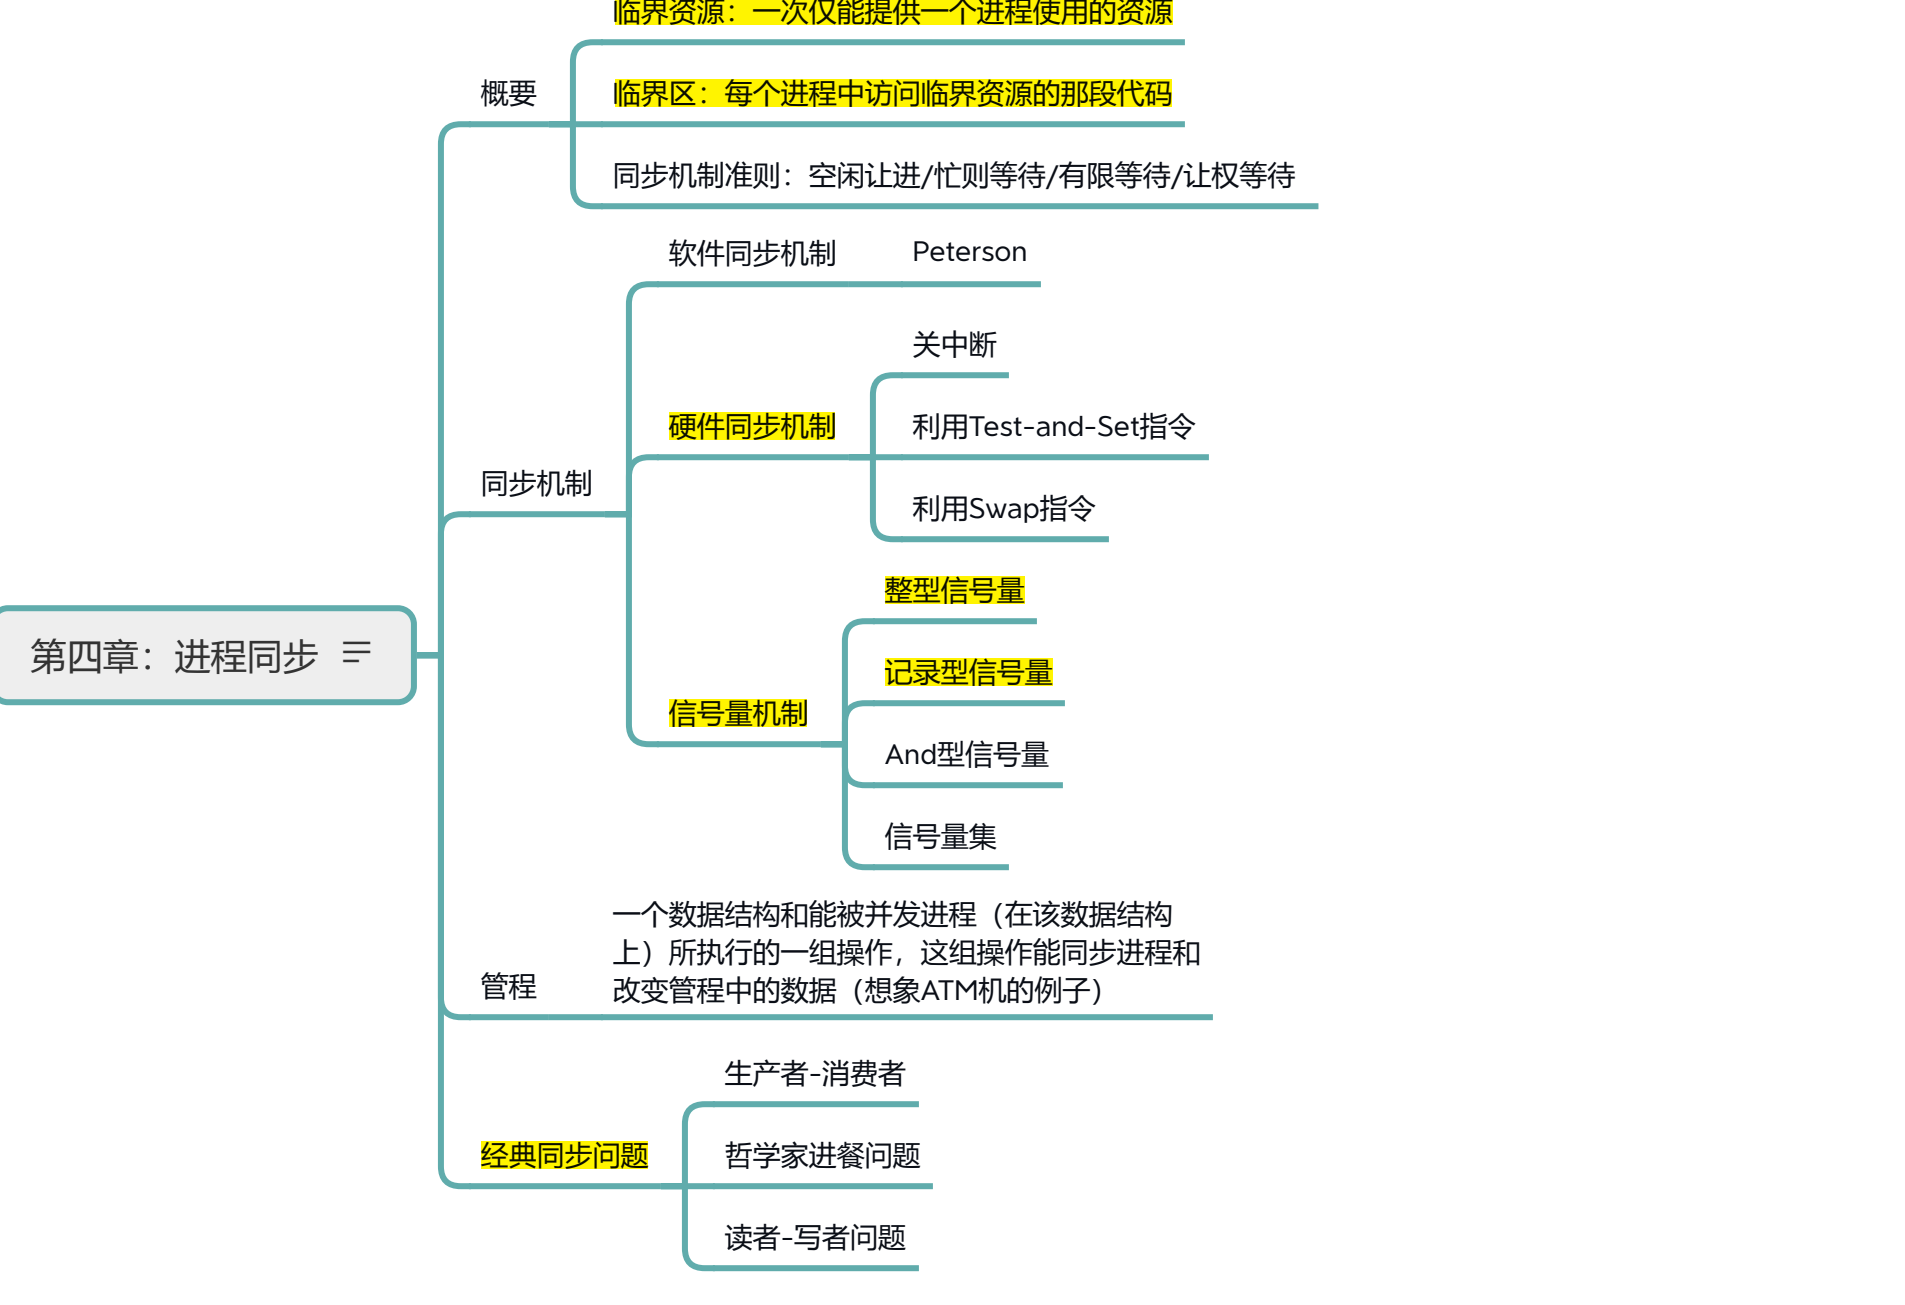 临界资源：一次仅能提供一个进程使用的资源
概要
临界区：每个进程中访问临界资源的那段代码
同步机制准则：空闲让进/忙则等待/有限等待/让权等待
软件同步机制
Peterson
关中断
硬件同步机制
利用Test-and-Set指令
同步机制
利用Swap指令
整型信号量
第四章：进程同步
记录型信号量
信号量机制
And型信号量
信号量集
一个数据结构和能被并发进程（在该数据结构
上）所执行的一组操作，这组操作能同步进程和
改变管程中的数据（想象ATM机的例子）
管程
生产者-消费者
经典同步问题
哲学家进餐问题
读者-写者问题